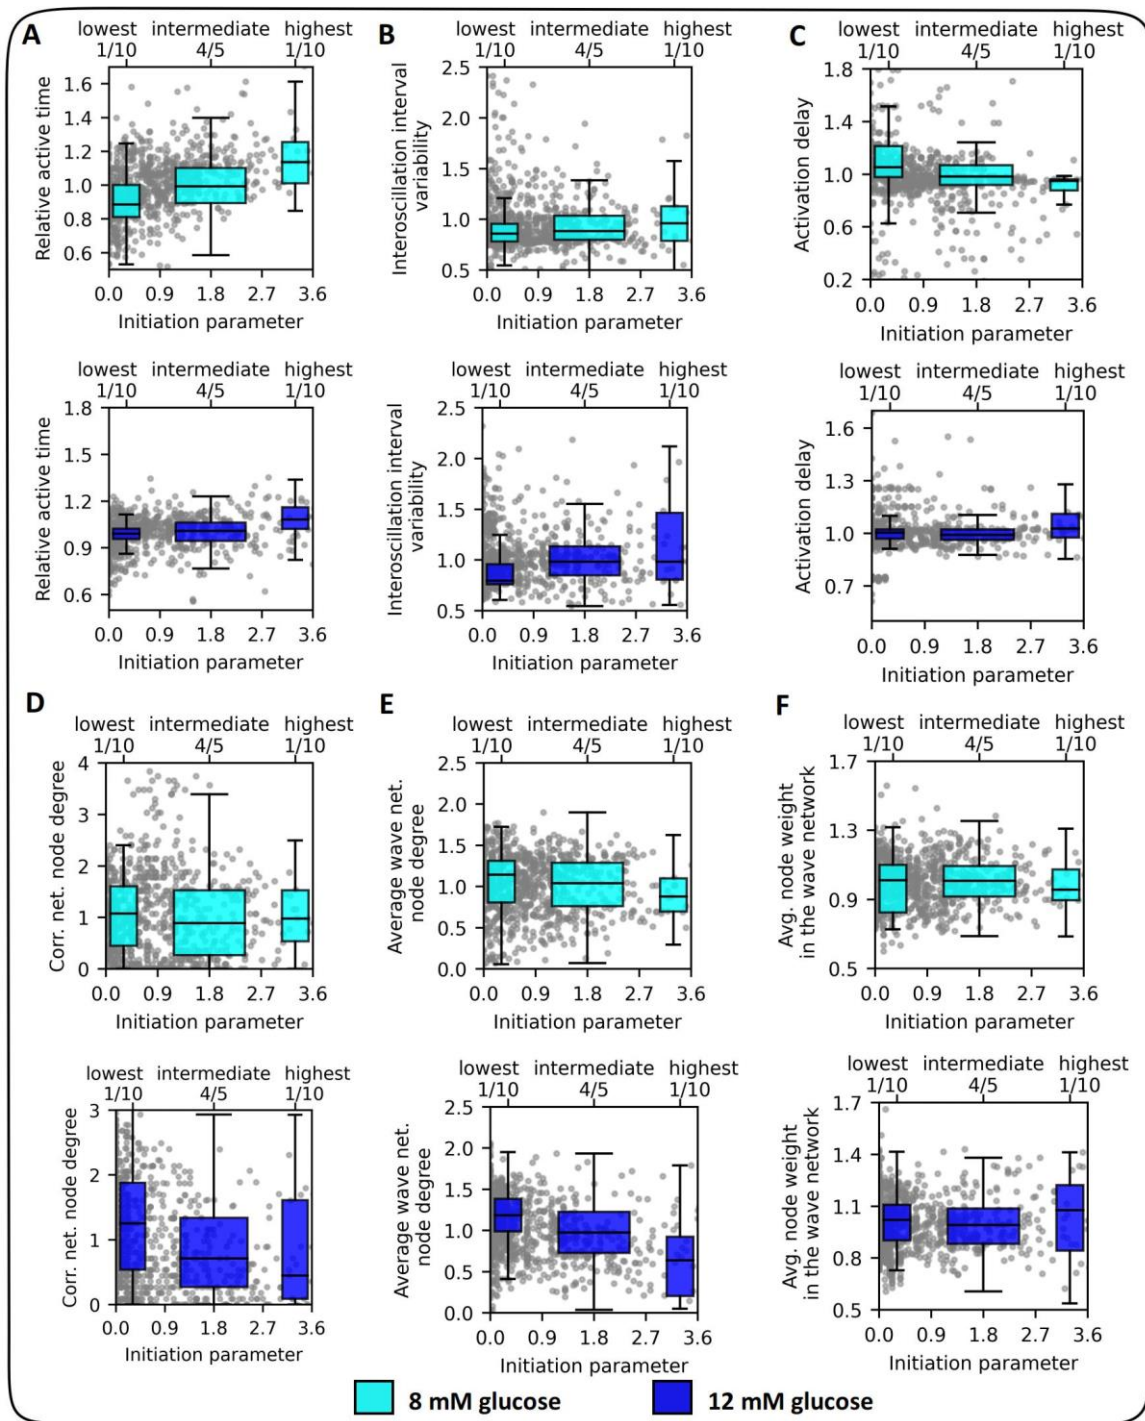 A
lowest intermediate highest
1/10 4/5 1/10
Relative active time
1.6
1.4
1.2
1.0
0.8
0.6
0.0 0.9 1.8 2.7 3.6
Initiation parameter
B
lowest intermediate highest
1/10 4/5 1/10
Interoscillation interval
variability
2.5
2.0
1.5
1.0
0.5
0.0 0.9 1.8 2.7 3.6
Initiation parameter
C
lowest intermediate highest
1/10 4/5 1/10
Activation delay
1.8
1.4
1.0
0.6
0.2
0.0 0.9 1.8 2.7 3.6
Initiation parameter
lowest intermediate highest
1/10 4/5 1/10
Relative active time
1.8
1.5
1.2
0.9
0.6
0.0 0.9 1.8 2.7 3.6
Initiation parameter
lowest intermediate highest
1/10 4/5 1/10
Interoscillation interval
variability
2.5
2.0
1.5
1.0
0.5
0.0 0.9 1.8 2.7 3.6
Initiation parameter
lowest intermediate highest
1/10 4/5 1/10
Activation delay
1.6
1.3
1.0
0.7
0.0 0.9 1.8 2.7 3.6
Initiation parameter
D
lowest intermediate highest
1/10 4/5 1/10
Corr. net. node degree
4
3
2
1
0
0.0 0.9 1.8 2.7 3.6
Initiation parameter
E
lowest intermediate highest
1/10 4/5 1/10
Average wave net.
node degree
2.5
2.0
1.5
1.0
0.5
0.0
0.0 0.9 1.8 2.7 3.6
Initiation parameter
F
lowest intermediate highest
1/10 4/5 1/10
Avg. node weight
in the wave network
1.7
1.3
0.9
0.5
0.0 0.9 1.8 2.7 3.6
Initiation parameter
lowest intermediate highest
1/10 4/5 1/10
Corr. net. node degree
3
2
1
0
0.0 0.9 1.8 2.7 3.6
Initiation parameter
lowest intermediate highest
1/10 4/5 1/10
Average wave net.
node degree
2.5
2.0
1.5
1.0
0.5
0.0
0.0 0.9 1.8 2.7 3.6
Initiation parameter
lowest intermediate highest
1/10 4/5 1/10
Avg. node weight
in the wave network
1.7
1.4
1.1
0.8
0.5
0.0 0.9 1.8 2.7 3.6
Initiation parameter
8 mM glucose 12 mM glucose